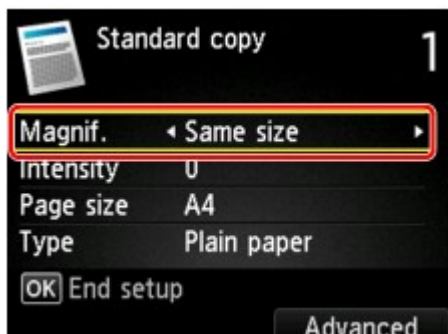 Standard copy 1
Magnif. Same size
Intensity 0
Page size A4
Type Plain paper
OK End setup
Advanced